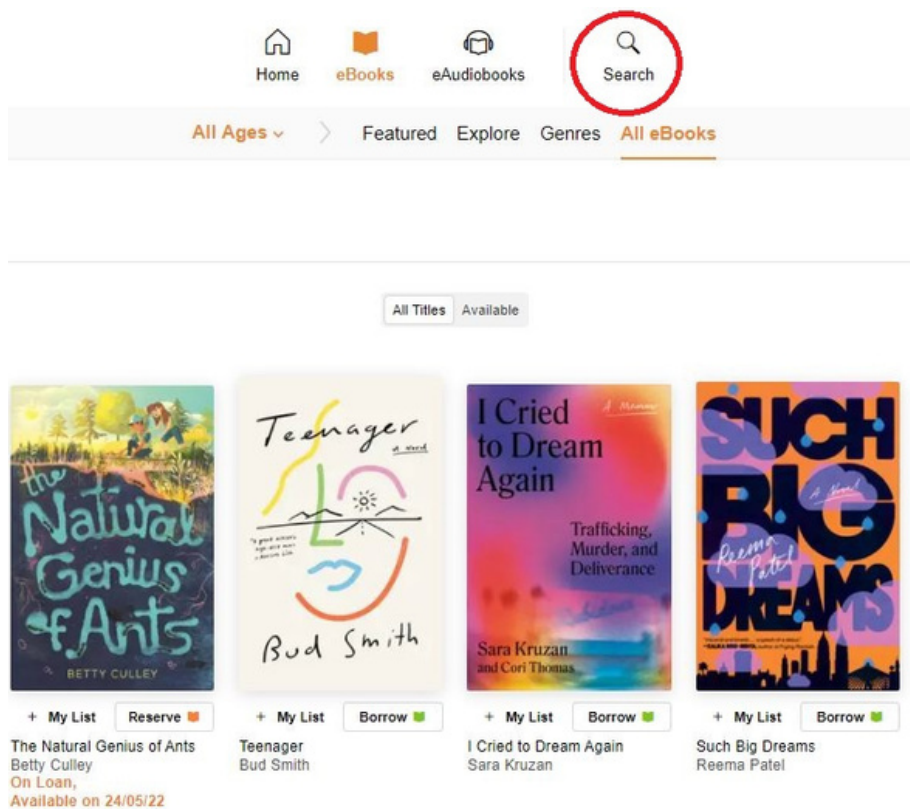 Home eBooks eAudiobooks Search
All Ages Featured Explore Genres All eBooks
All Titles Available
the
Natural
Genius
of Ants
BETTY CULLEY
Teenager
a novel
Bud Smith
I Cried
to Dream
Again
A Memoir
Trafficking,
Murder, and
Deliverance
Sara Kruzan
and Cori Thomas
SUCH
BIG
DREAMS
A Novel
Reema
Patel
+ My List Reserve
+ My List Borrow
+ My List Borrow
+ My List Borrow
The Natural Genius of Ants
Betty Culley
On Loan,
Available on 24/05/22
Teenager
Bud Smith
I Cried to Dream Again
Sara Kruzan
Such Big Dreams
Reema Patel